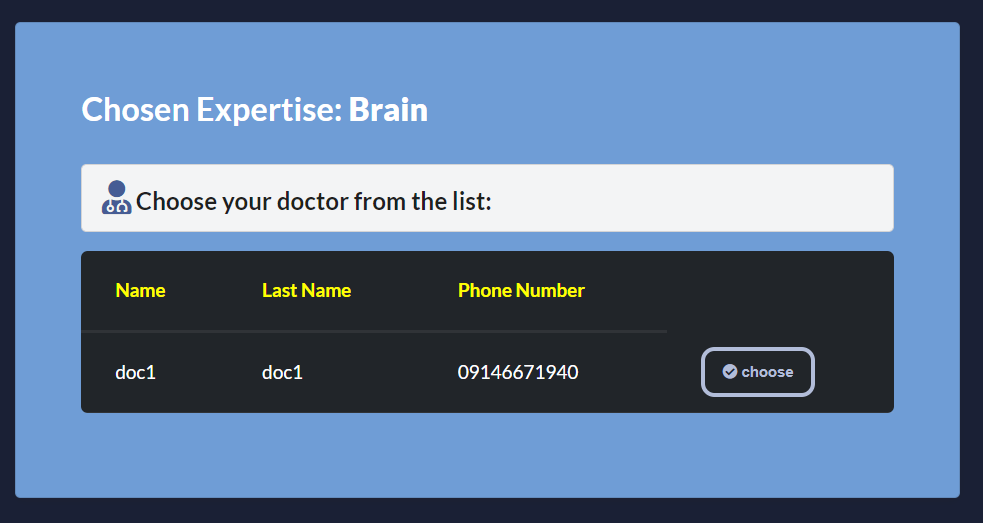 Chosen Expertise: Brain
Choose your doctor from the list:
Name Last Name Phone Number
doc1 doc1 09146671940 choose